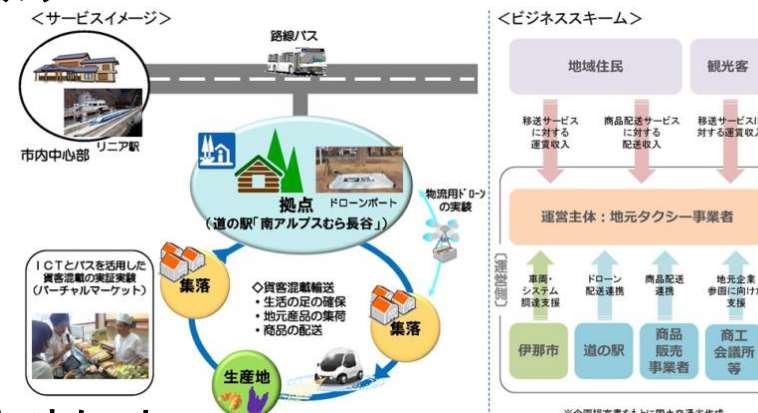 <サービスイメージ>
路線バス
リニア駅
市内中心部
拠点
ドローンポート
(道の駅「南アルプスむら長谷」)
物流用ドローン
の実験
ICTとバスを活用した
貨客混載の実証実験
(バーチャルマーケット)
集落
◇貨客混載輸送
・生活の足の確保
・地元産品の集荷
・商品の配送
集落
生産地
<ビジネススキーム>
地域住民
観光客
移送サービス
に対する
運賃収入
商品配送サービス
に対する
配送収入
移送サービスに
対する運賃収入
運営主体:地元タクシー事業者
〔運営側〕
車両・
システム
調達支援
ドローン
配送連携
商品配送
連携
地元企業
参画に向けた
支援
伊那市
道の駅
商品
販売
事業者
商工
会議所
等